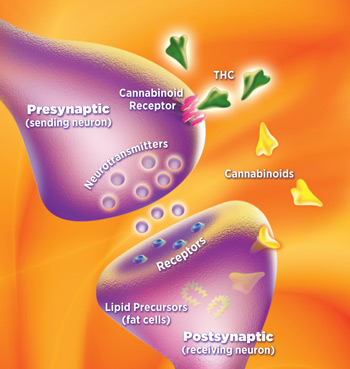 THC
Cannabinoid
Receptor
Presynaptic
(sending neuron)
Neurotransmitters
Cannabinoids
Receptors
Lipid Precursors
(fat cells)
Postsynaptic
(receiving neuron)